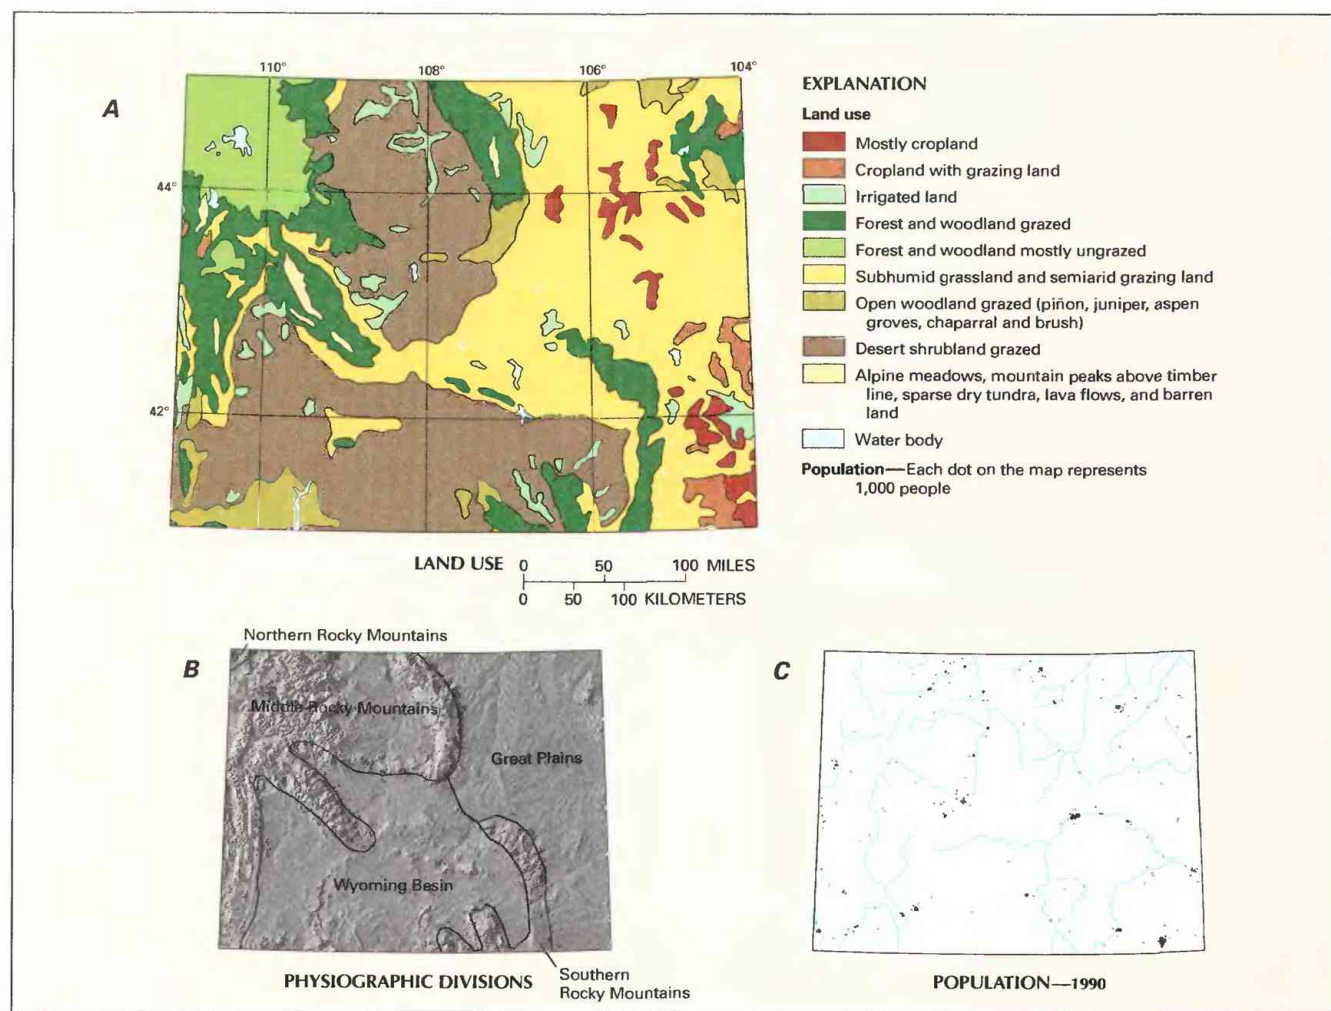 A
110°
108°
106°
104°
44°
42°
EXPLANATION
Land use
Mostly cropland
Cropland with grazing land
Irrigated land
Forest and woodland grazed
Forest and woodland mostly ungrazed
Subhumid grassland and semiarid grazing land
Open woodland grazed (piñon, juniper, aspen
groves, chaparral and brush)
Desert shrubland grazed
Alpine meadows, mountain peaks above timber
line, sparse dry tundra, lava flows, and barren
land
Water body
Population—Each dot on the map represents
1,000 people
LAND USE 0 50 100 MILES
0 50 100 KILOMETERS
B
Northern Rocky Mountains
Middle Rocky Mountains
Great Plains
Wyoming Basin
Southern
Rocky Mountains
PHYSIOGRAPHIC DIVISIONS
C
POPULATION—1990